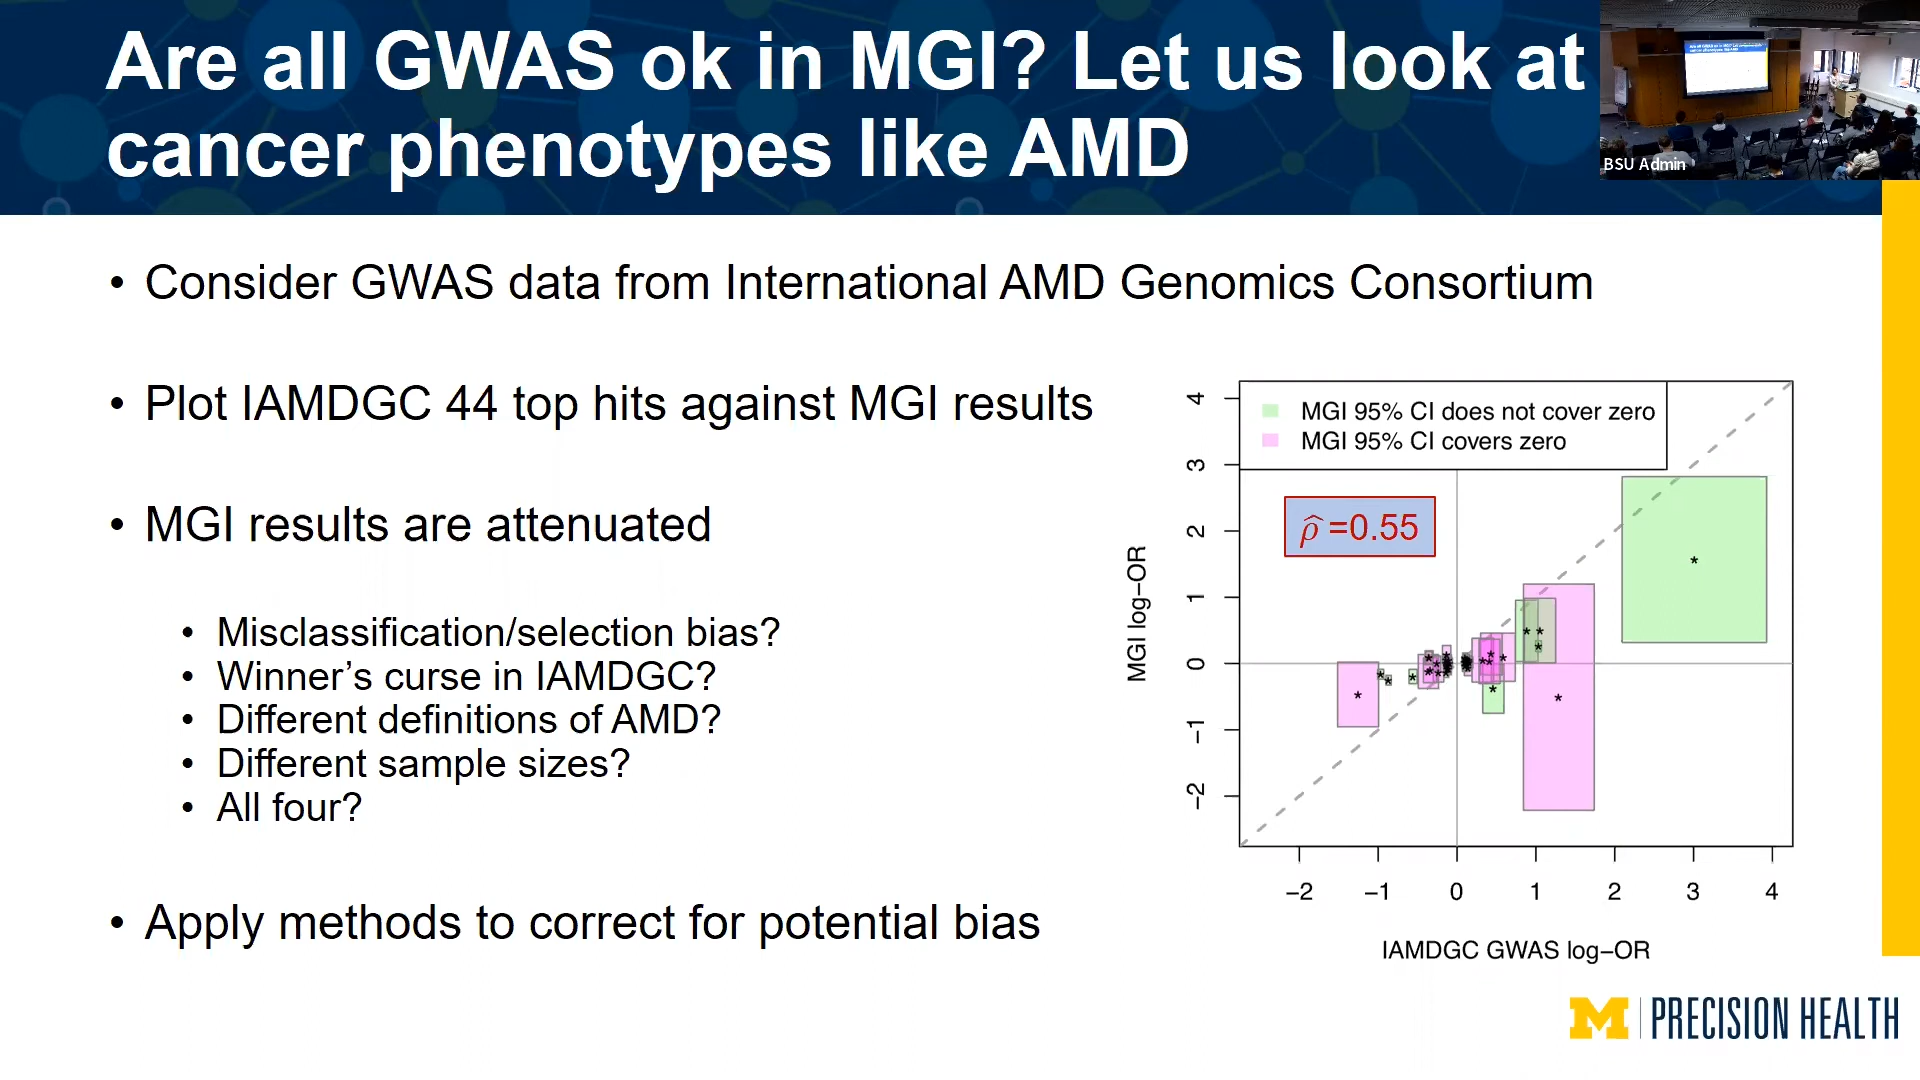 Are all GWAS ok in MGI? Let us look at
cancer phenotypes like AMD
BSU Admin
• Consider GWAS data from International AMD Genomics Consortium
• Plot IAMDGC 44 top hits against MGI results
• MGI results are attenuated
• Misclassification/selection bias?
• Winner’s curse in IAMDGC?
• Different definitions of AMD?
• Different sample sizes?
• All four?
• Apply methods to correct for potential bias
MGI 95% CI does not cover zero
MGI 95% CI covers zero
ρ̂ =0.55
MGI log−OR
4
3
2
1
0
−1
−2
−2 −1 0 1 2 3 4
IAMDGC GWAS log−OR
M | PRECISION HEALTH